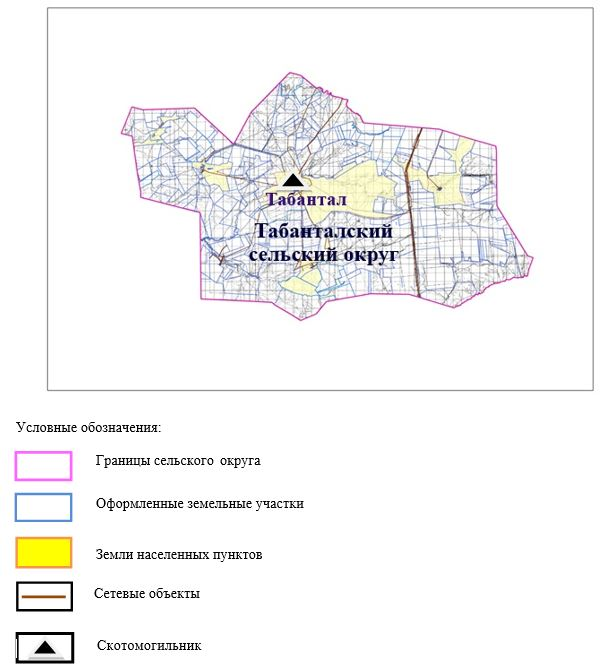 Табантал
Табанталский
сельский округ
Условные обозначения:
Границы сельского округа
Оформленные земельные участки
Земли населенных пунктов
Сетевые объекты
Скотомогильник